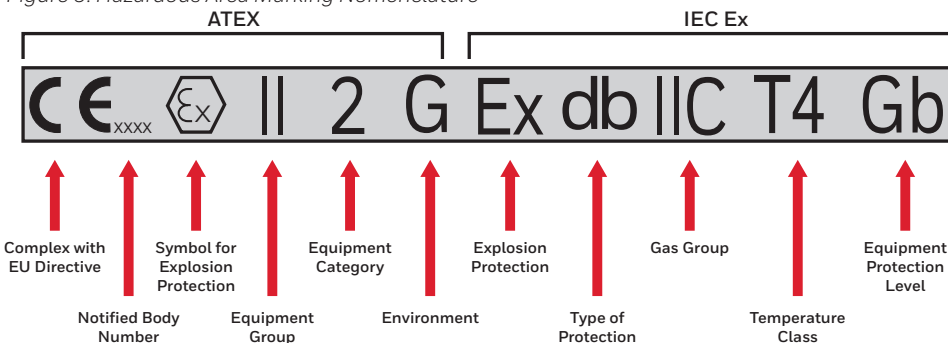 Figure 3: Hazardous Area Marking Nomenclature
ATEX IEC Ex
CE xxxx Ex II 2 G Ex db IIC T4 Gb
Complex with
EU Directive
Symbol for
Explosion
Protection
Equipment
Category
Explosion
Protection
Gas Group
Equipment
Protection
Level
Notified Body
Number
Equipment
Group
Environment
Type of
Protection
Temperature
Class